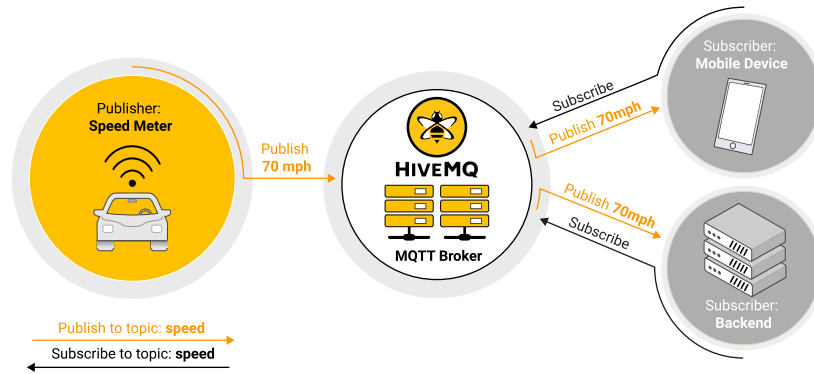 Publisher:
Speed Meter
Publish
70 mph
HIVEMQ
MQTT Broker
Subscribe
Publish 70mph
Subscriber:
Mobile Device
Publish 70mph
Subscribe
Subscriber:
Backend
Publish to topic: speed
Subscribe to topic: speed